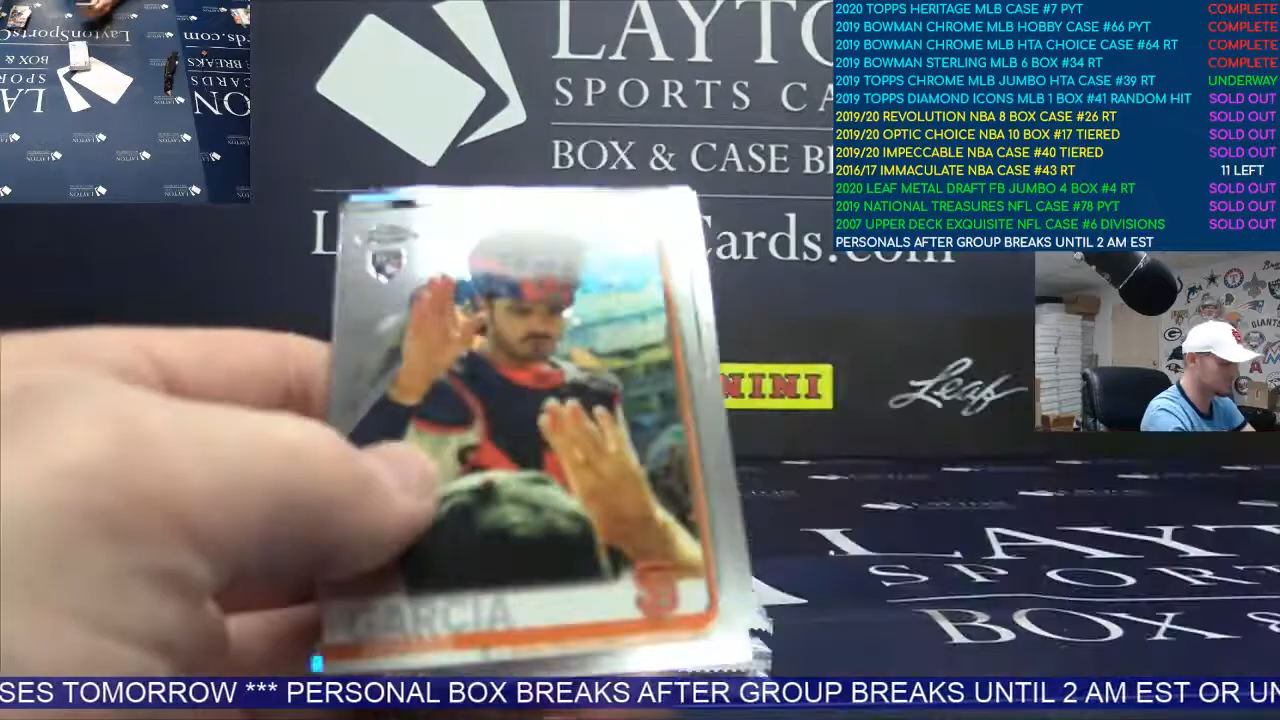 2020 TOPPS HERITAGE MLB CASE #7 PYT COMPLETE
2019 BOWMAN CHROME MLB HOBBY CASE #66 PYT COMPLETE
2019 BOWMAN CHROME MLB HTA CHOICE CASE #64 RT COMPLETE
2019 BOWMAN STERLING MLB 6 BOX #34 RT COMPLETE
2019 TOPPS CHROME MLB JUMBO HTA CASE #39 RT UNDERWAY
2019 TOPPS DIAMOND ICONS MLB 1 BOX #41 RANDOM HIT SOLD OUT
2019/20 REVOLUTION NBA 8 BOX CASE #26 RT SOLD OUT
2019/20 OPTIC CHOICE NBA 10 BOX #17 TIERED SOLD OUT
2019/20 IMPECCABLE NBA CASE #40 TIERED SOLD OUT
2016/17 IMMACULATE NBA CASE #43 RT 11 LEFT
2020 LEAF METAL DRAFT FB JUMBO 4 BOX #4 RT SOLD OUT
2019 NATIONAL TREASURES NFL CASE #78 PYT SOLD OUT
2007 UPPER DECK EXQUISITE NFL CASE #6 DIVISIONS SOLD OUT
PERSONALS AFTER GROUP BREAKS UNTIL 2 AM EST
LAYTO
SPORTS CA
BOX & CASE B
L Cards.com
NINI
Leaf
GARCIA
LAYT
SPORTS
BOX &
SES TOMORROW *** PERSONAL BOX BREAKS AFTER GROUP BREAKS UNTIL 2 AM EST OR UN